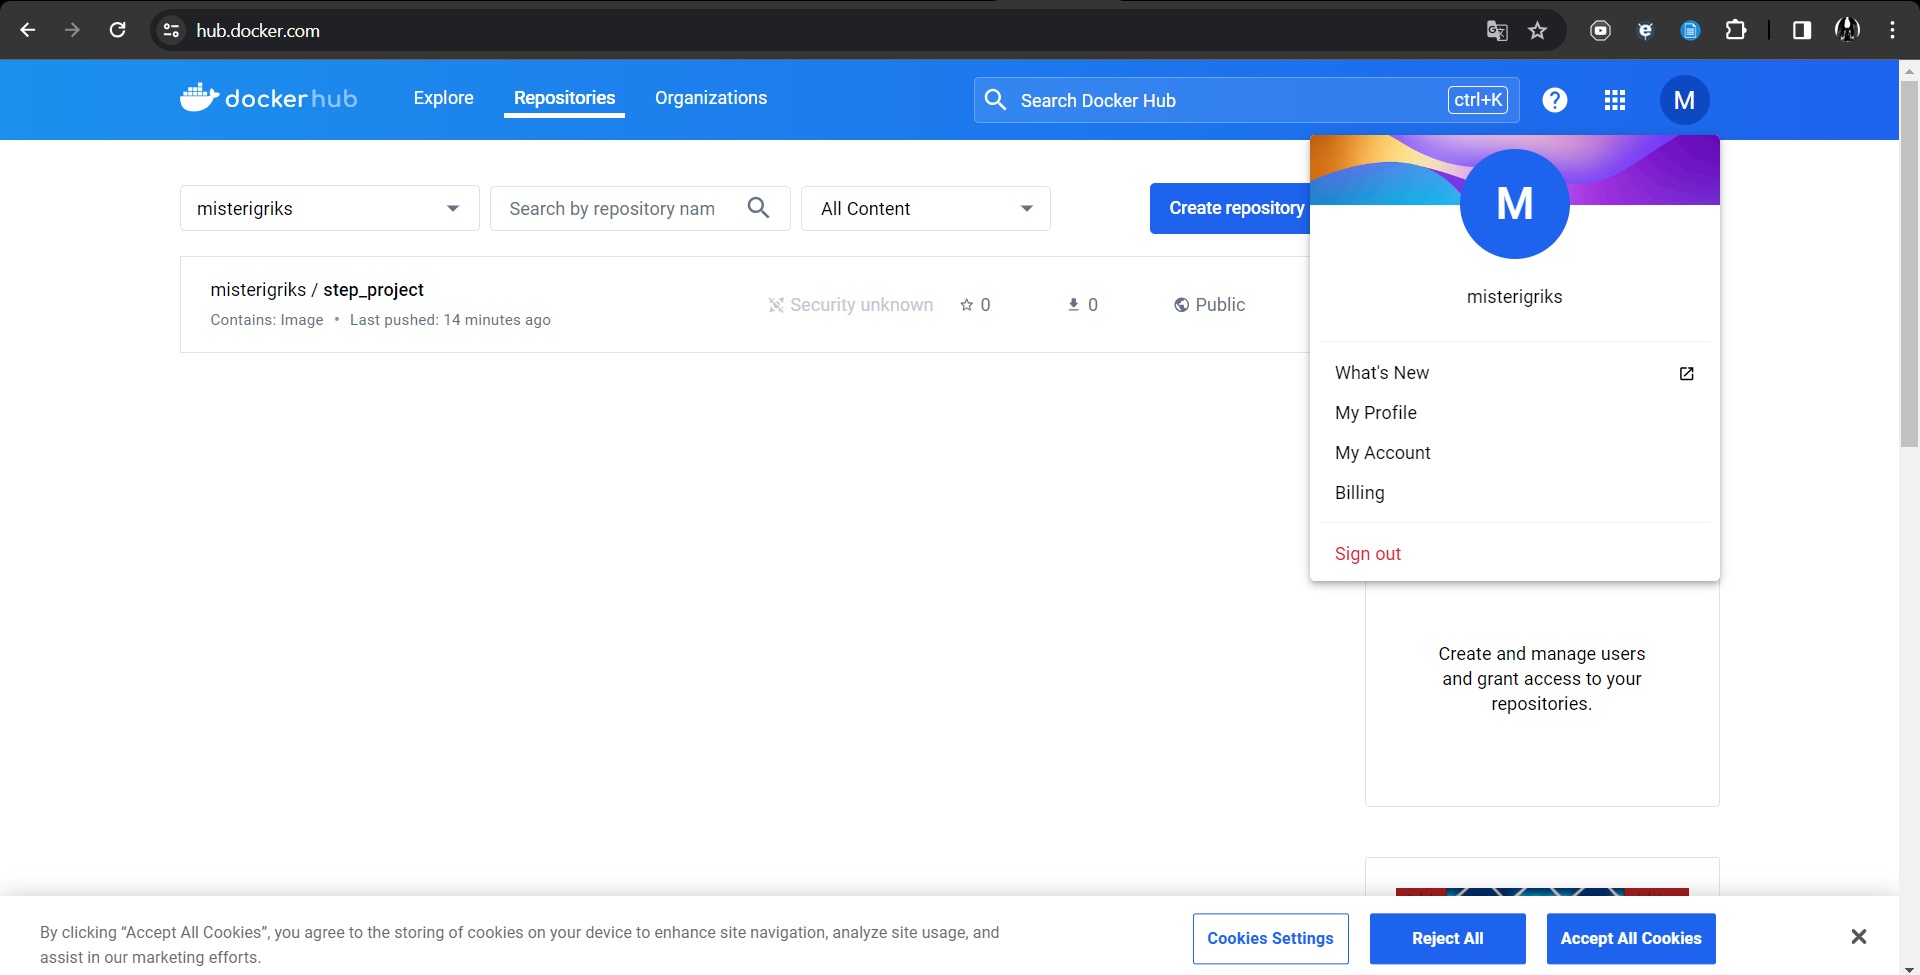 hub.docker.com
docker hub
Explore
Repositories
Organizations
Search Docker Hub
ctrl+K
?
M
misterigriks
Search by repository nam
All Content
Create repository
M
misterigriks
misterigriks / step_project
Contains: Image • Last pushed: 14 minutes ago
Security unknown
0
0
Public
What's New
My Profile
My Account
Billing
Sign out
Create and manage users
and grant access to your
repositories.
By clicking “Accept All Cookies”, you agree to the storing of cookies on your device to enhance site navigation, analyze site usage, and
assist in our marketing efforts.
Cookies Settings
Reject All
Accept All Cookies